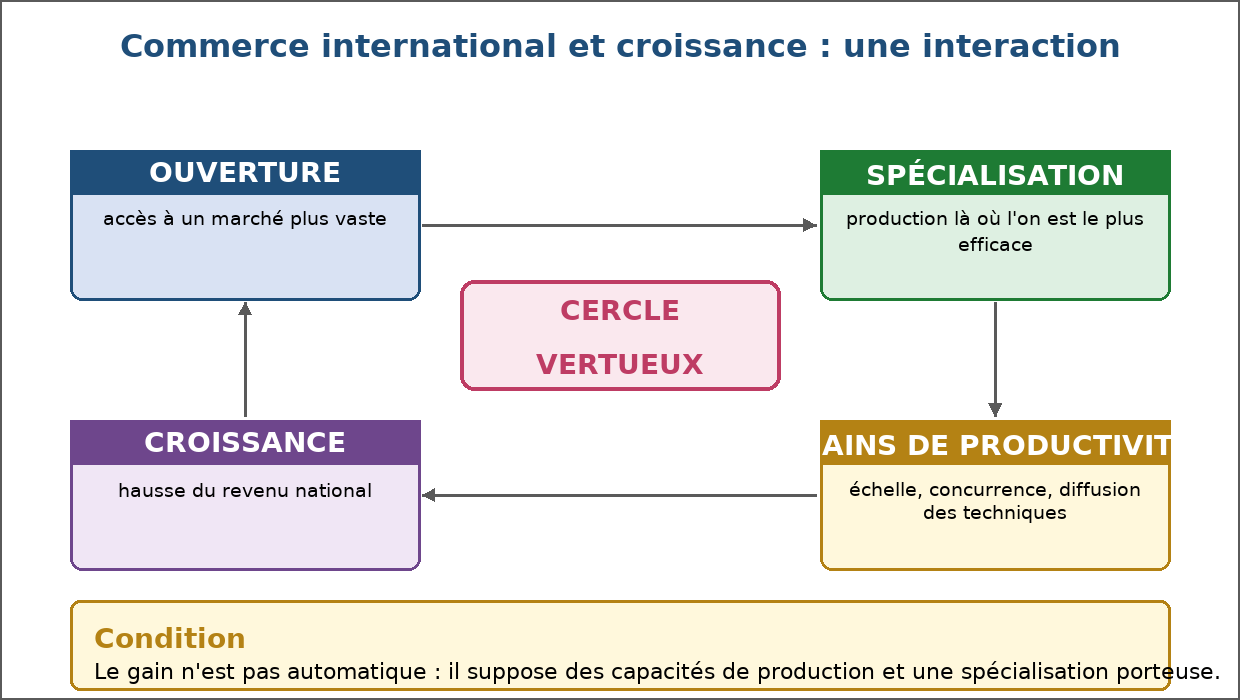 Commerce international et croissance : une interaction
OUVERTURE
accès à un marché plus vaste
SPÉCIALISATION
production là où l'on est le plus
efficace
CERCLE
VERTUEUX
CROISSANCE
hausse du revenu national
AINS DE PRODUCTIVIT
échelle, concurrence, diffusion
des techniques
Condition
Le gain n'est pas automatique : il suppose des capacités de production et une spécialisation porteuse.